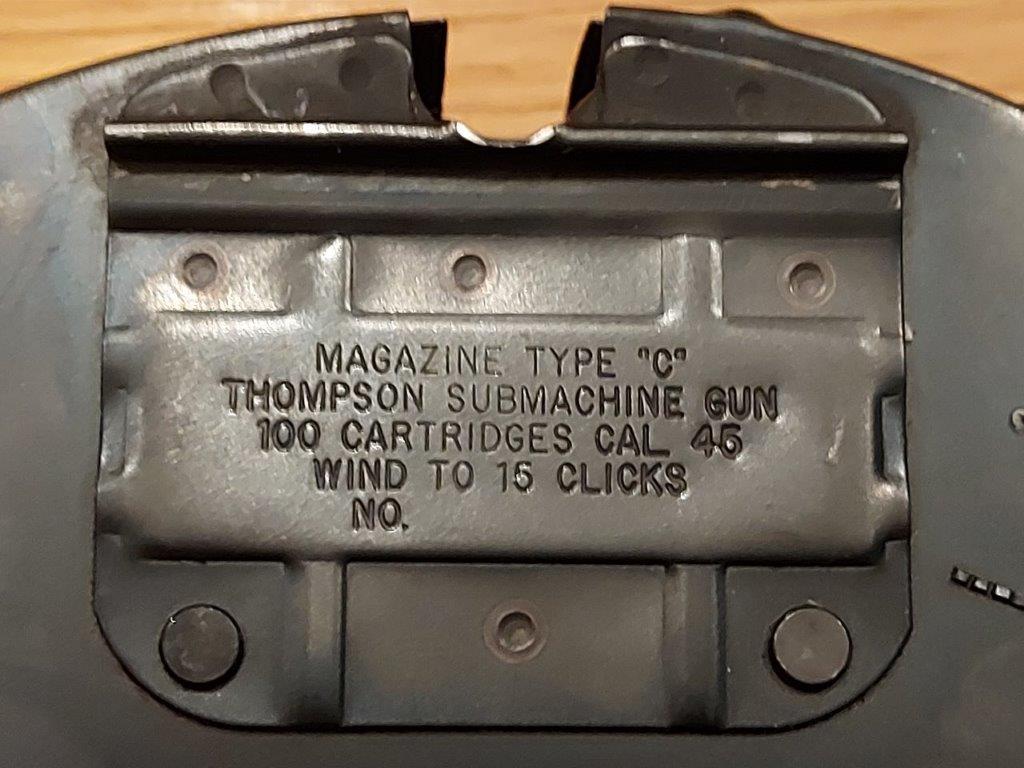 MAGAZINE TYPE "C"
THOMPSON SUBMACHINE GUN
100 CARTRIDGES CAL 45
WIND TO 15 CLICKS
NO.